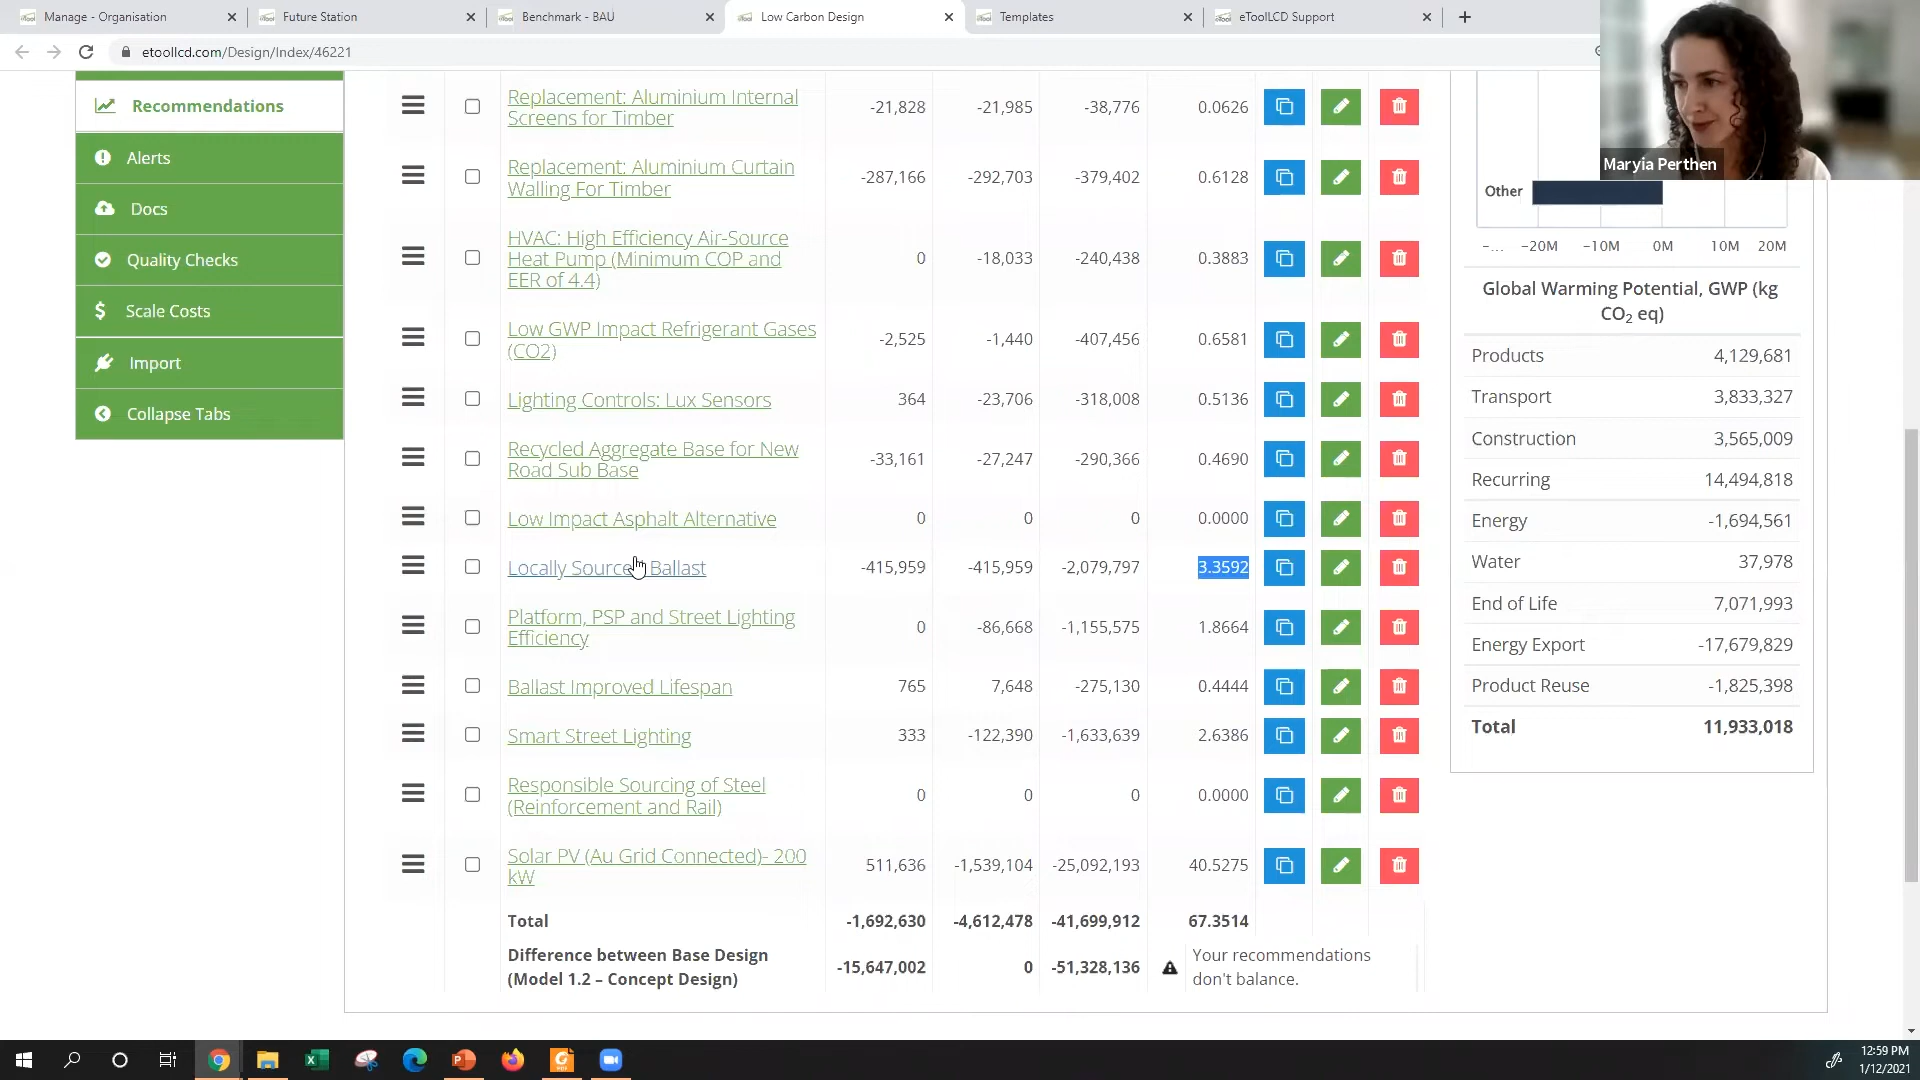 Manage - Organisation
Future Station
Benchmark - BAU
Low Carbon Design
Templates
eToolLCD Support
etoollcd.com/Design/Index/46221
Maryia Perthen
Recommendations
Alerts
Docs
Quality Checks
Scale Costs
Import
Collapse Tabs
Replacement: Aluminium Internal
Screens for Timber
-21,828 -21,985 -38,776 0.0626
Replacement: Aluminium Curtain
Walling For Timber
-287,166 -292,703 -379,402 0.6128
HVAC: High Efficiency Air-Source
Heat Pump (Minimum COP and
EER of 4.4)
0 -18,033 -240,438 0.3883
Low GWP Impact Refrigerant Gases
(CO2)
-2,525 -1,440 -407,456 0.6581
Lighting Controls: Lux Sensors 364 -23,706 -318,008 0.5136
Recycled Aggregate Base for New
Road Sub Base
-33,161 -27,247 -290,366 0.4690
Low Impact Asphalt Alternative 0 0 0 0.0000
Locally Source Ballast -415,959 -415,959 -2,079,797 3.3592
Platform, PSP and Street Lighting
Efficiency
0 -86,668 -1,155,575 1.8664
Ballast Improved Lifespan 765 7,648 -275,130 0.4444
Smart Street Lighting 333 -122,390 -1,633,639 2.6386
Responsible Sourcing of Steel
(Reinforcement and Rail)
0 0 0 0.0000
Solar PV (Au Grid Connected)- 200
kW
511,636 -1,539,104 -25,092,193 40.5275
Total -1,692,630 -4,612,478 -41,699,912 67.3514
Difference between Base Design
(Model 1.2 – Concept Design)
-15,647,002 0 -51,328,136
Your recommendations
don't balance.
Other
-... -20M -10M 0M 10M 20M
Global Warming Potential, GWP (kg
CO₂ eq)
Products 4,129,681
Transport 3,833,327
Construction 3,565,009
Recurring 14,494,818
Energy -1,694,561
Water 37,978
End of Life 7,071,993
Energy Export -17,679,829
Product Reuse -1,825,398
Total 11,933,018
12:59 PM
1/12/2021